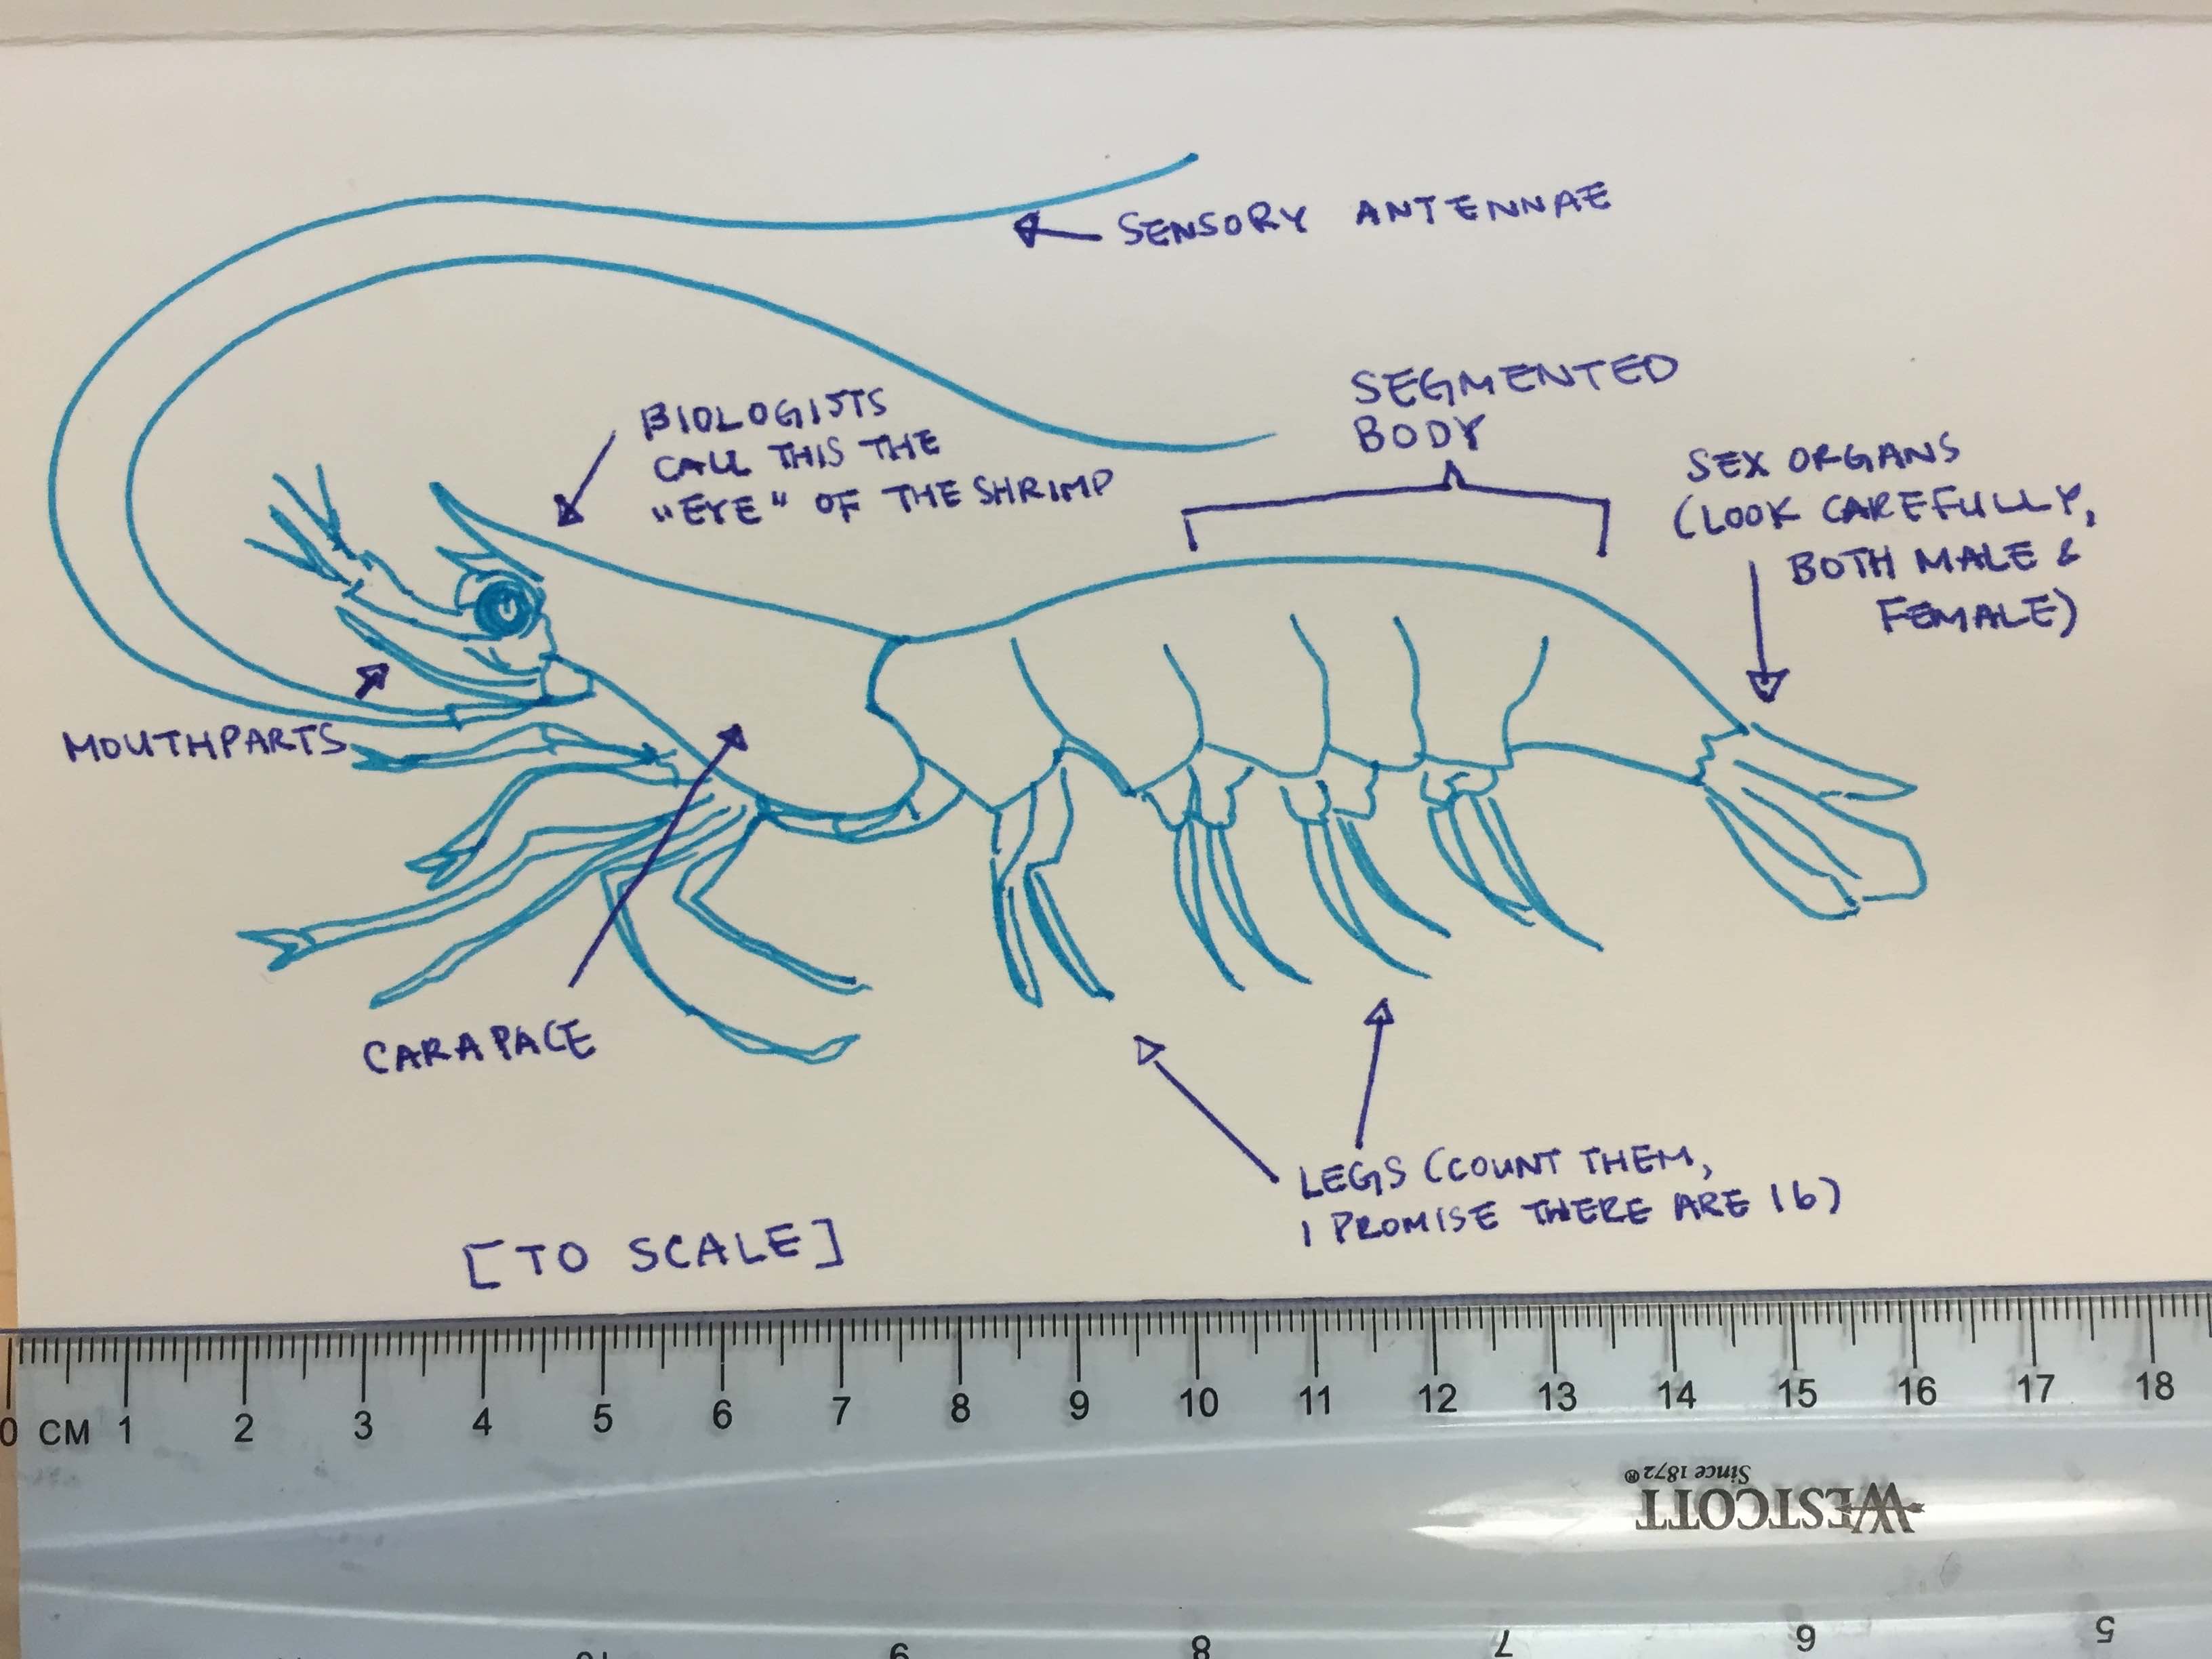 SENSORY ANTENNAE
BIOLOGISTS
CALL THIS THE
"EYE" OF THE SHRIMP
SEGMENTED
BODY
SEX ORGANS
(LOOK CAREFULLY,
BOTH MALE &
FEMALE)
MOUTHPARTS
CARAPACE
LEGS (COUNT THEM,
I PROMISE THERE ARE 16)
[TO SCALE]
0 CM 1 2 3 4 5 6 7 8 9 10 11 12 13 14 15 16 17 18
WESTCOTT
Since 1872®
5 6 7 8 9 10